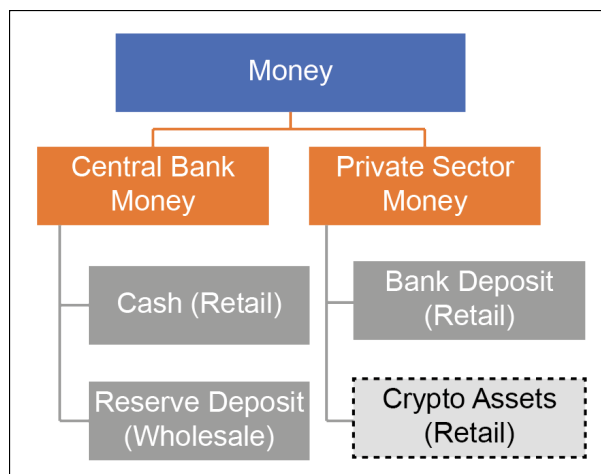 Money
Central Bank
Money
Private Sector
Money
Cash (Retail)
Bank Deposit
(Retail)
Reserve Deposit
(Wholesale)
Crypto Assets
(Retail)